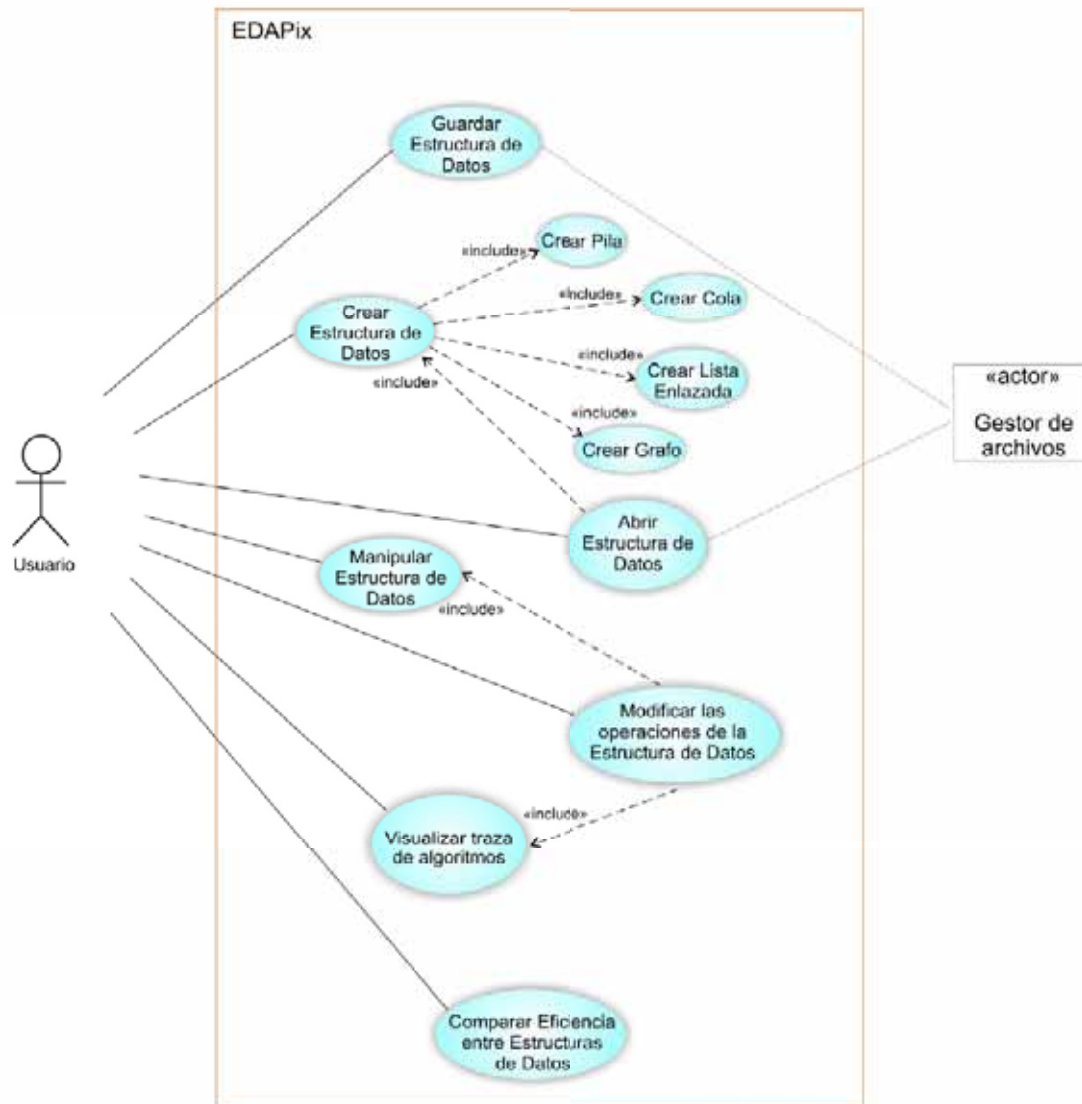 EDAPix
Guardar
Estructura de
Datos
«include»
Crear Pila
«include»
Crear Cola
Crear
Estructura de
Datos
«include»
«include»
Crear Lista
Enlazada
«include»
Crear Grafo
«actor»
Gestor de
archivos
Usuario
Abrir
Estructura de
Datos
Manipular
Estructura de
Datos
«include»
Modificar las
operaciones de la
Estructura de Datos
«include»
Visualizar traza
de algoritmos
Comparar Eficiencia
entre Estructuras
de Datos